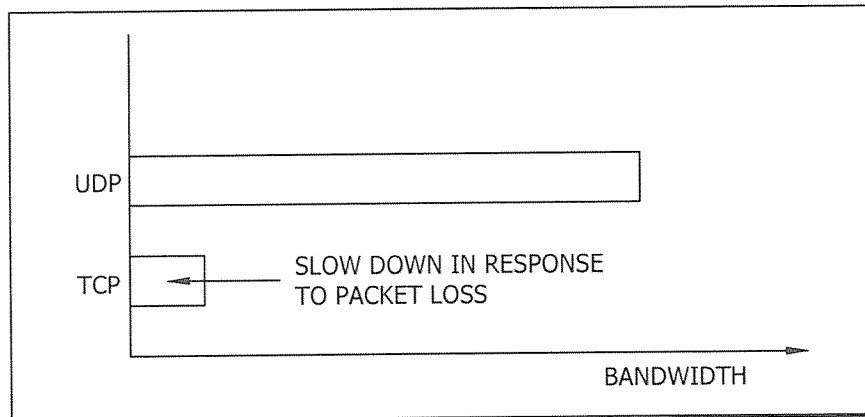 UDP
TCP
SLOW DOWN IN RESPONSE
TO PACKET LOSS
BANDWIDTH